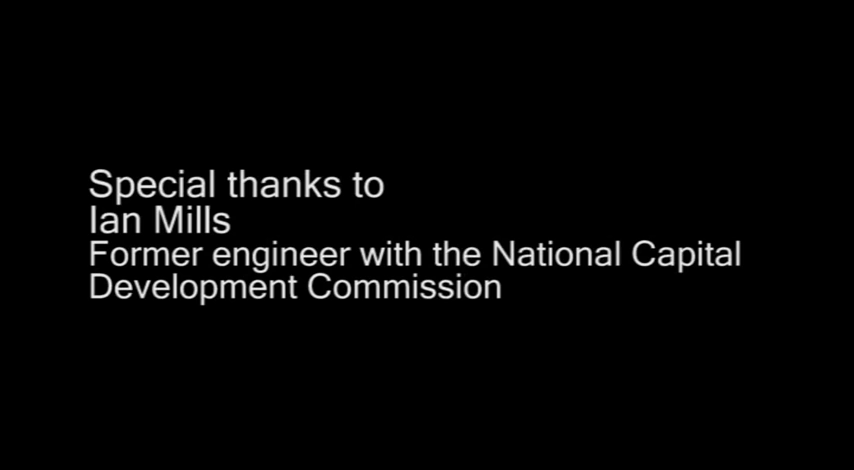 Special thanks to
Ian Mills
Former engineer with the National Capital
Development Commission